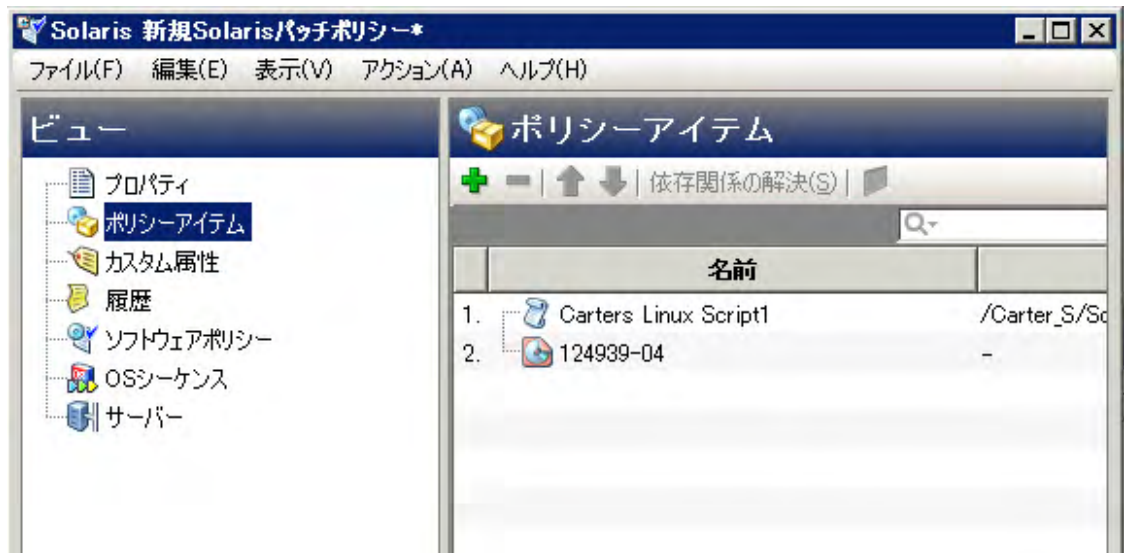 Solaris 新規Solarisパッチポリシー*
ファイル(F) 編集(E) 表示(V) アクション(A) ヘルプ(H)
ビュー
プロパティ
ポリシーアイテム
カスタム属性
履歴
ソフトウェアポリシー
OSシーケンス
サーバー
ポリシーアイテム
依存関係の解決(S)
名前
1. Carters Linux Script1 /Carter_S/Sc
2. 124939-04 -